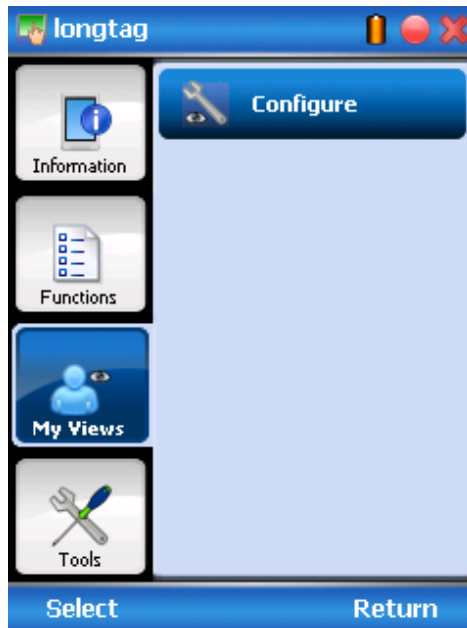 longtag
Configure
Information
Functions
My Views
Tools
Select
Return